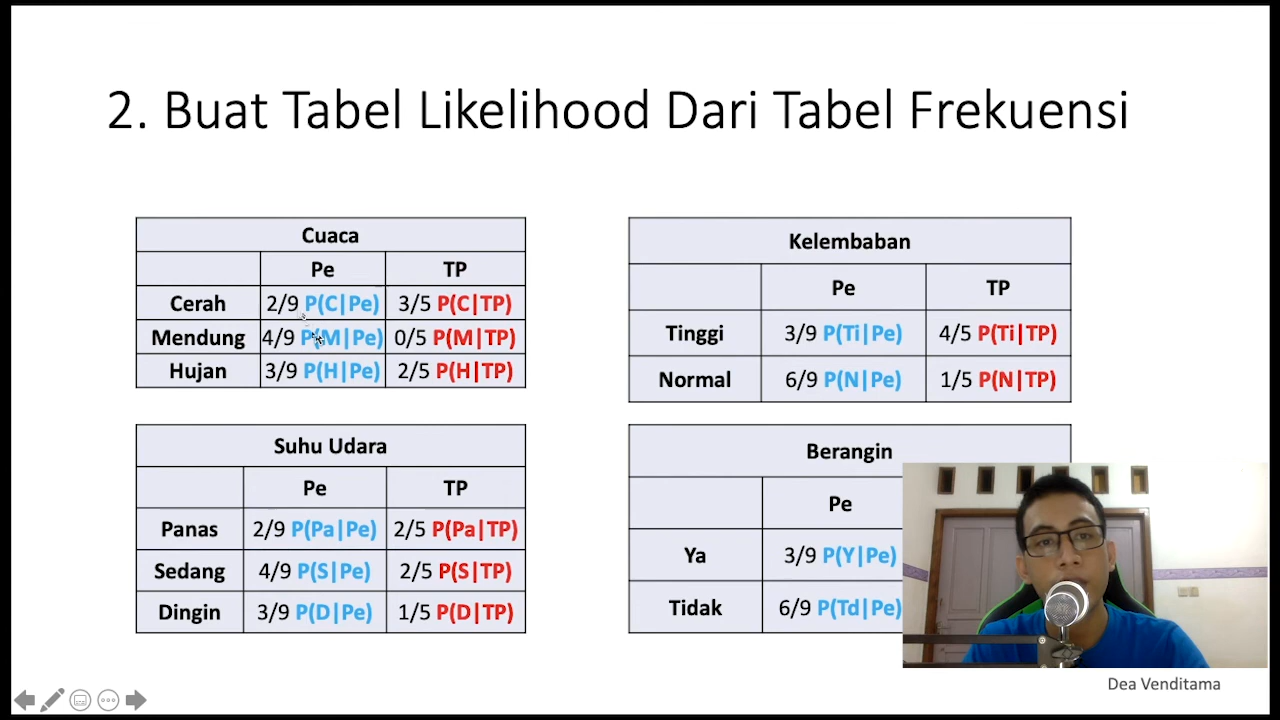 2. Buat Tabel Likelihood Dari Tabel Frekuensi
Cuaca
Pe TP
Cerah 2/9 P(C|Pe) 3/5 P(C|TP)
Mendung 4/9 P(M|Pe) 0/5 P(M|TP)
Hujan 3/9 P(H|Pe) 2/5 P(H|TP)
Kelembaban
Pe TP
Tinggi 3/9 P(Ti|Pe) 4/5 P(Ti|TP)
Normal 6/9 P(N|Pe) 1/5 P(N|TP)
Suhu Udara
Pe TP
Panas 2/9 P(Pa|Pe) 2/5 P(Pa|TP)
Sedang 4/9 P(S|Pe) 2/5 P(S|TP)
Dingin 3/9 P(D|Pe) 1/5 P(D|TP)
Berangin
Pe
Ya 3/9 P(Y|Pe)
Tidak 6/9 P(Td|Pe)
Dea Venditama